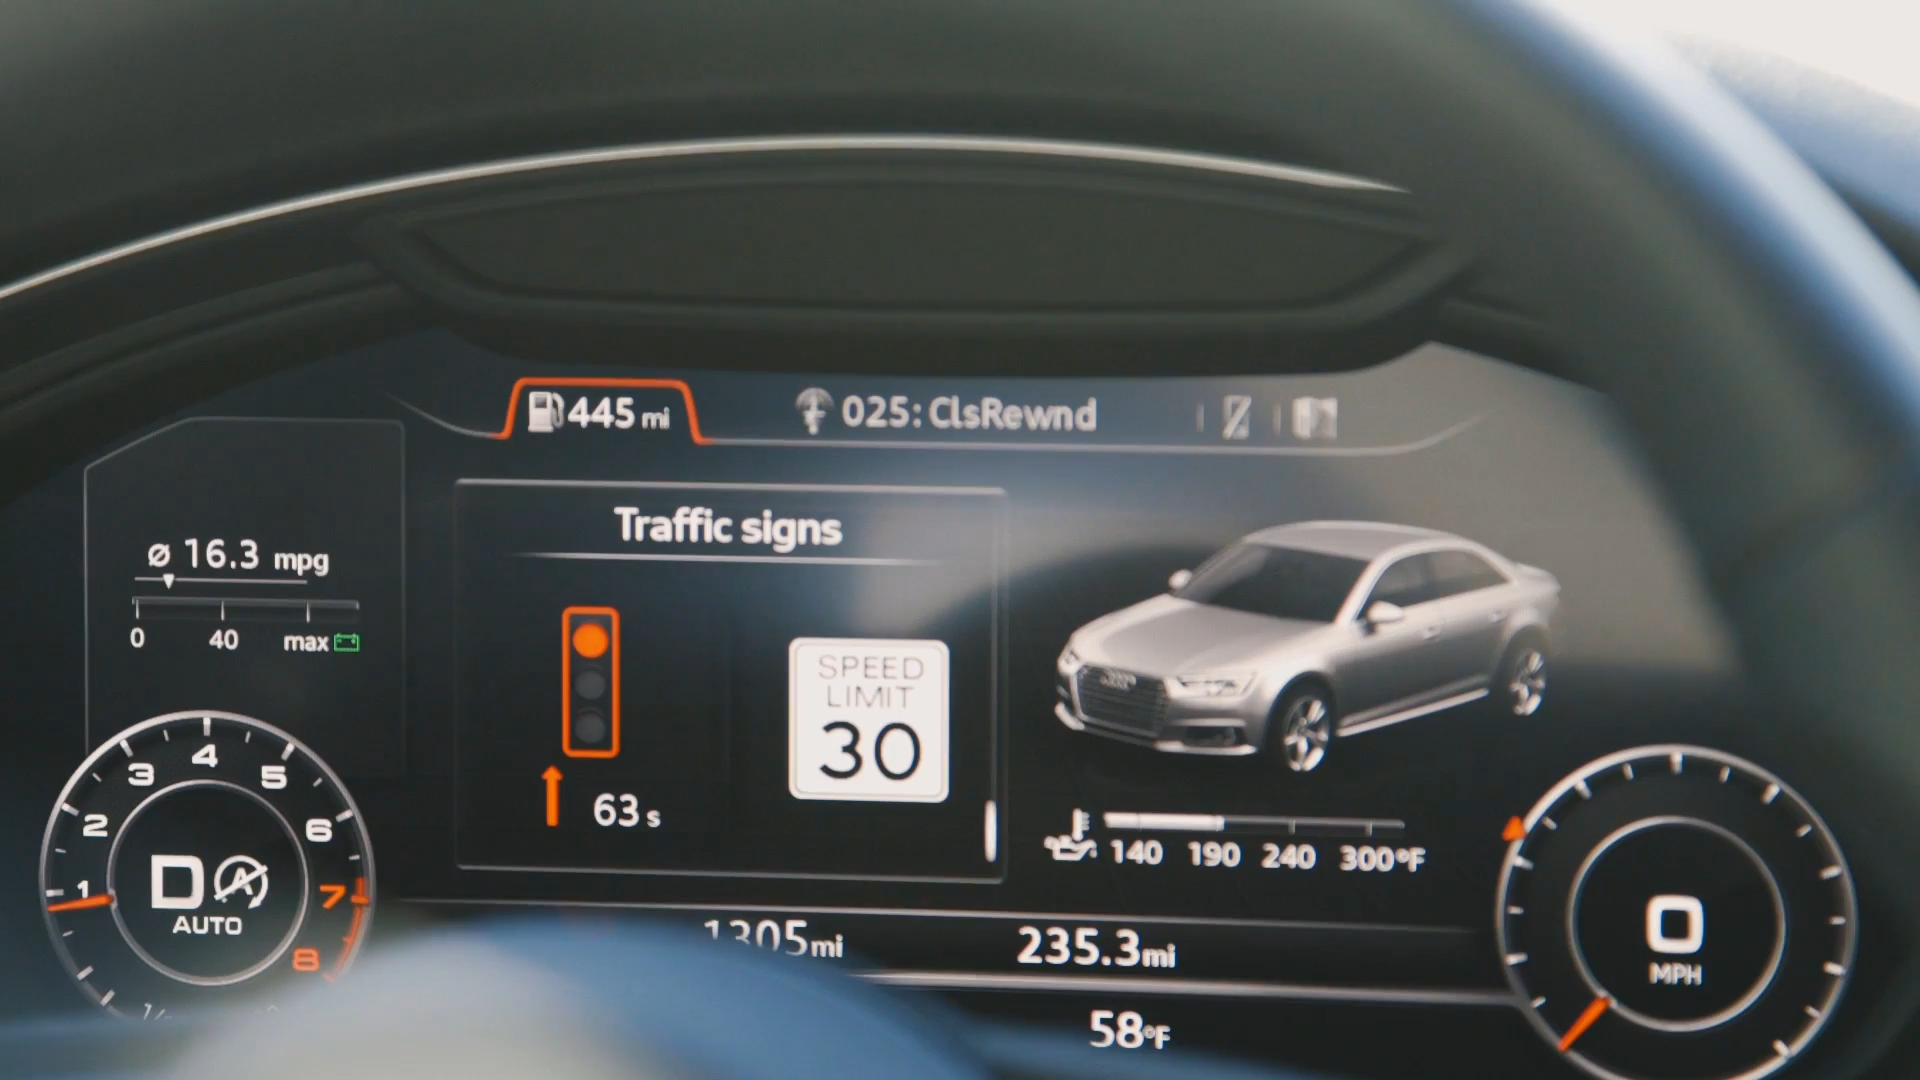 445 mi
025: ClsRewnd
Ø 16.3 mpg
0 40 max
Traffic signs
SPEED
LIMIT
30
63 s
140 190 240 300°F
1 2 3 4 5 6 7 8
D A
AUTO
0
MPH
1305mi
235.3mi
58°F